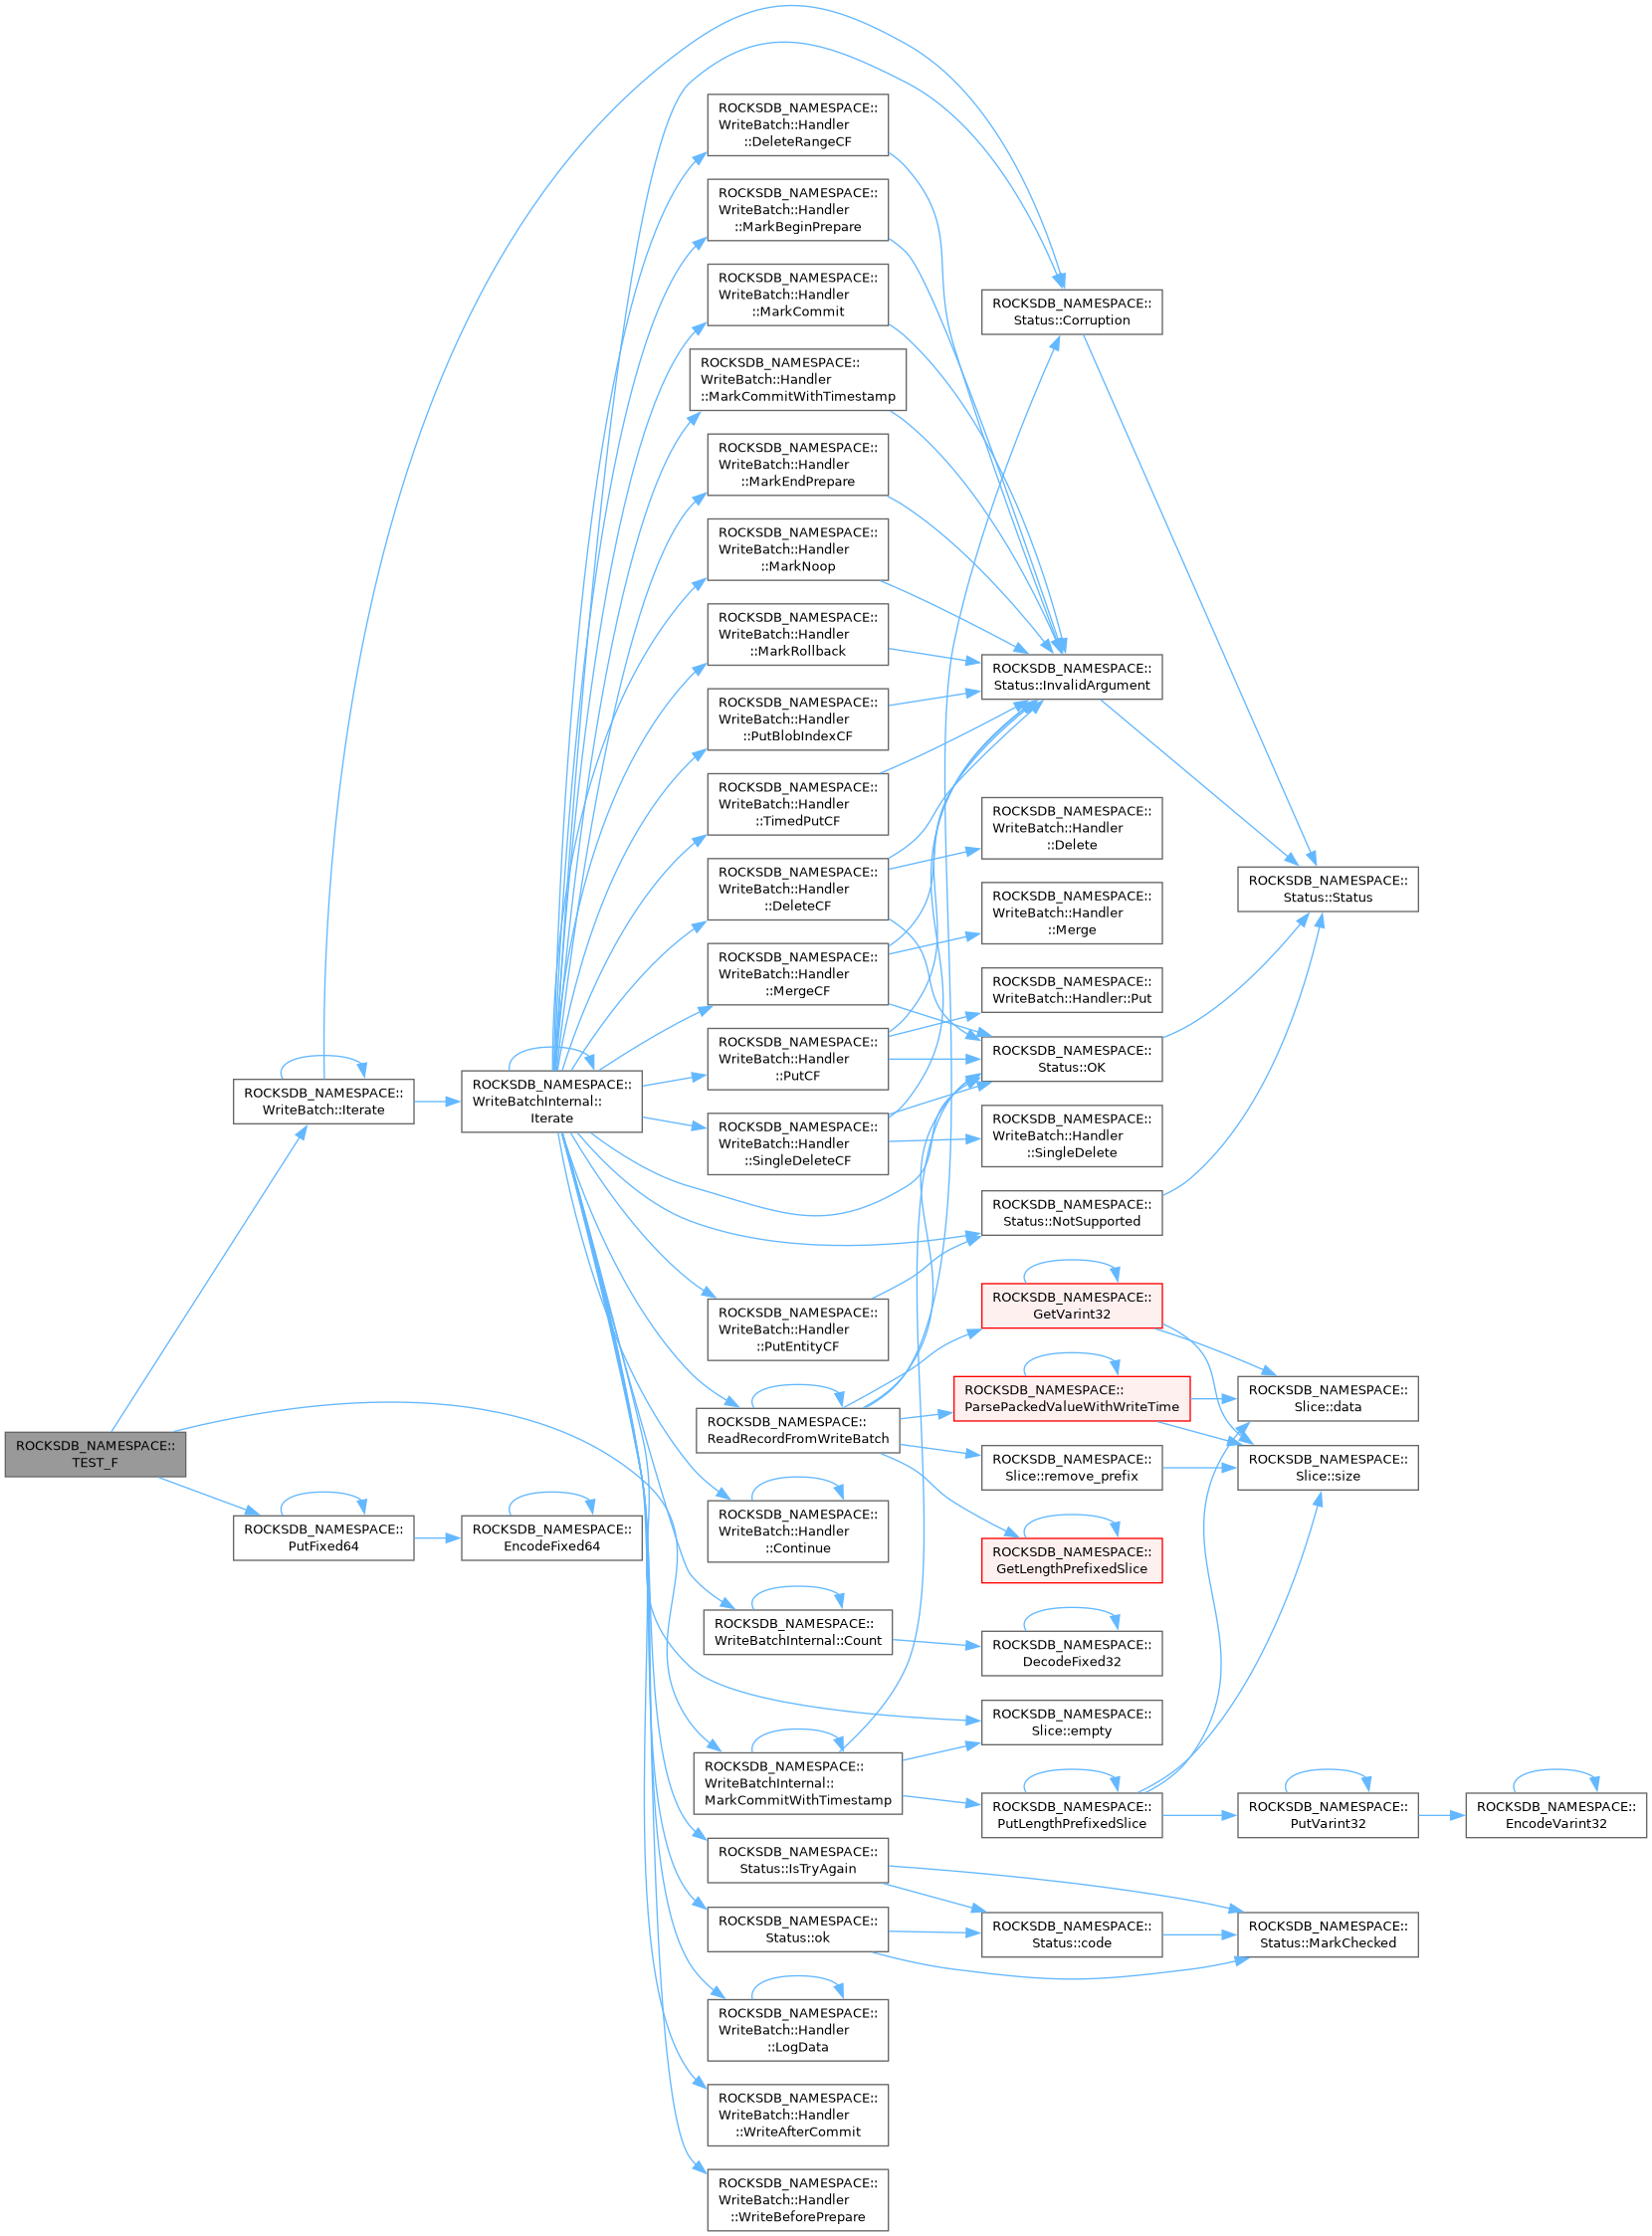 ROCKSDB_NAMESPACE::
TEST_F
ROCKSDB_NAMESPACE::
WriteBatch::Iterate
ROCKSDB_NAMESPACE::
PutFixed64
ROCKSDB_NAMESPACE::
WriteBatchInternal::
Iterate
ROCKSDB_NAMESPACE::
EncodeFixed64
ROCKSDB_NAMESPACE::
WriteBatch::Handler
::DeleteRangeCF
ROCKSDB_NAMESPACE::
WriteBatch::Handler
::MarkBeginPrepare
ROCKSDB_NAMESPACE::
WriteBatch::Handler
::MarkCommit
ROCKSDB_NAMESPACE::
WriteBatch::Handler
::MarkCommitWithTimestamp
ROCKSDB_NAMESPACE::
WriteBatch::Handler
::MarkEndPrepare
ROCKSDB_NAMESPACE::
WriteBatch::Handler
::MarkNoop
ROCKSDB_NAMESPACE::
WriteBatch::Handler
::MarkRollback
ROCKSDB_NAMESPACE::
WriteBatch::Handler
::PutBlobIndexCF
ROCKSDB_NAMESPACE::
WriteBatch::Handler
::TimedPutCF
ROCKSDB_NAMESPACE::
WriteBatch::Handler
::DeleteCF
ROCKSDB_NAMESPACE::
WriteBatch::Handler
::MergeCF
ROCKSDB_NAMESPACE::
WriteBatch::Handler
::PutCF
ROCKSDB_NAMESPACE::
WriteBatch::Handler
::SingleDeleteCF
ROCKSDB_NAMESPACE::
WriteBatch::Handler
::PutEntityCF
ROCKSDB_NAMESPACE::
ReadRecordFromWriteBatch
ROCKSDB_NAMESPACE::
WriteBatch::Handler
::Continue
ROCKSDB_NAMESPACE::
WriteBatchInternal::Count
ROCKSDB_NAMESPACE::
WriteBatchInternal::
MarkCommitWithTimestamp
ROCKSDB_NAMESPACE::
Status::IsTryAgain
ROCKSDB_NAMESPACE::
Status::ok
ROCKSDB_NAMESPACE::
WriteBatch::Handler
::LogData
ROCKSDB_NAMESPACE::
WriteBatch::Handler
::WriteAfterCommit
ROCKSDB_NAMESPACE::
WriteBatch::Handler
::WriteBeforePrepare
ROCKSDB_NAMESPACE::
Status::Corruption
ROCKSDB_NAMESPACE::
Status::InvalidArgument
ROCKSDB_NAMESPACE::
WriteBatch::Handler
::Delete
ROCKSDB_NAMESPACE::
WriteBatch::Handler
::Merge
ROCKSDB_NAMESPACE::
WriteBatch::Handler::Put
ROCKSDB_NAMESPACE::
Status::OK
ROCKSDB_NAMESPACE::
WriteBatch::Handler
::SingleDelete
ROCKSDB_NAMESPACE::
Status::NotSupported
ROCKSDB_NAMESPACE::
GetVarint32
ROCKSDB_NAMESPACE::
ParsePackedValueWithWriteTime
ROCKSDB_NAMESPACE::
Slice::remove_prefix
ROCKSDB_NAMESPACE::
GetLengthPrefixedSlice
ROCKSDB_NAMESPACE::
DecodeFixed32
ROCKSDB_NAMESPACE::
Slice::empty
ROCKSDB_NAMESPACE::
PutLengthPrefixedSlice
ROCKSDB_NAMESPACE::
Status::code
ROCKSDB_NAMESPACE::
Status::Status
ROCKSDB_NAMESPACE::
Slice::data
ROCKSDB_NAMESPACE::
Slice::size
ROCKSDB_NAMESPACE::
PutVarint32
ROCKSDB_NAMESPACE::
Status::MarkChecked
ROCKSDB_NAMESPACE::
EncodeVarint32